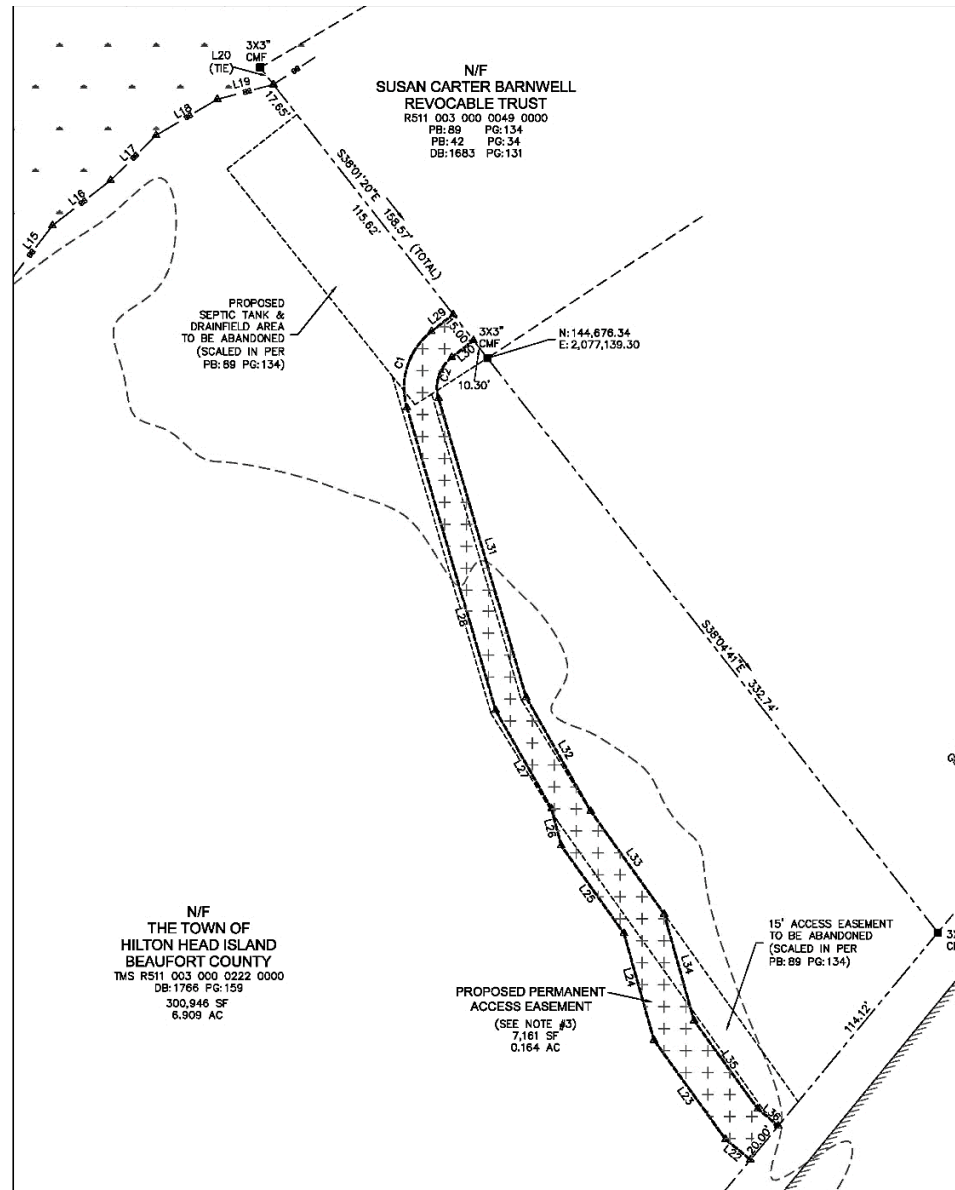 L20
(TIE)
3X3"
CMF
L19
17.65'
L18
L17
L16
L15
N/F
SUSAN CARTER BARNWELL
REVOCABLE TRUST
R511 003 000 0049 0000
PB: 89 PG: 134
PB: 42 PG: 34
DB: 1683 PG: 131
S38°01'20"E 158.57' (TOTAL)
115.62'
PROPOSED
SEPTIC TANK &
DRAINFIELD AREA
TO BE ABANDONED
(SCALED IN PER
PB: 89 PG: 134)
L29
15.00'
3X3"
CMF
N: 144,676.34
E: 2,077,139.30
C1
L30
C2
10.30'
L31
L28
S38°04'41"E 332.74'
L32
L27
L26
L33
L25
N/F
THE TOWN OF
HILTON HEAD ISLAND
BEAUFORT COUNTY
TMS R511 003 000 0222 0000
DB: 1766 PG: 159
300,946 SF
6.909 AC
15' ACCESS EASEMENT
TO BE ABANDONED
(SCALED IN PER
PB: 89 PG: 134)
L34
L24
PROPOSED PERMANENT
ACCESS EASEMENT
(SEE NOTE #3)
7,161 SF
0.164 AC
114.12'
L35
L23
L36
20.00'
L22